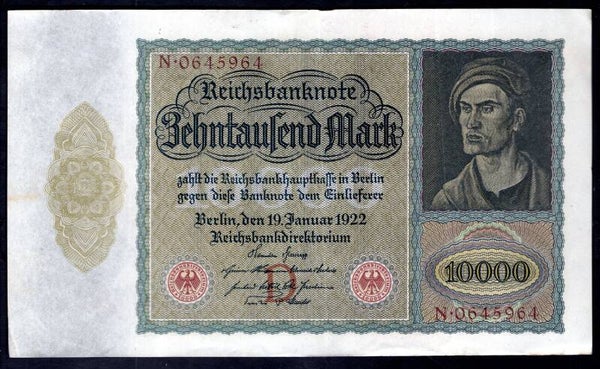 N·0645964
Reichsbanknote
Zehntausend Mark
zahlt die Reichsbankhauptkasse in Berlin
gegen diese Banknote dem Einlieferer
Berlin, den 19. Januar 1922
Reichsbankdirektorium
D
10000
N·0645964